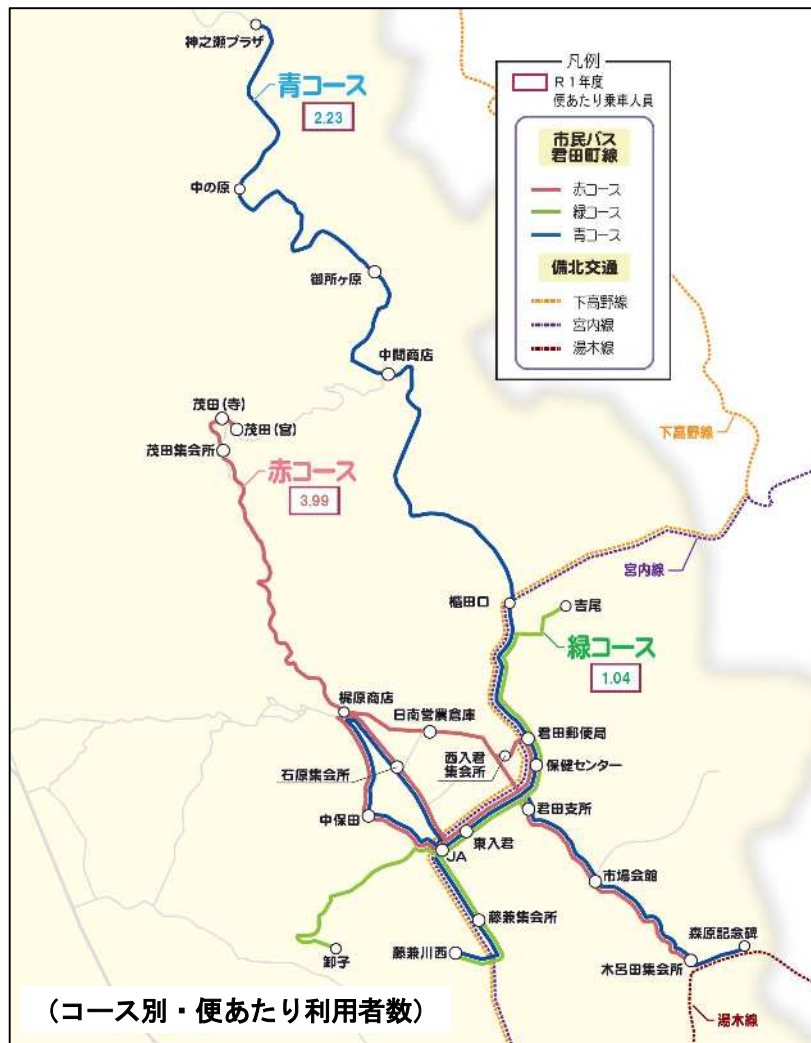 神之瀬プラザ
青コース
2.23
中の原
御所ヶ原
中間商店
凡例
R1年度
便あたり乗車人員
市民バス
君田町線
赤コース
緑コース
青コース
備北交通
下高野線
宮内線
湯木線
茂田(寺)
茂田(宮)
茂田集会所
赤コース
3.99
下高野線
宮内線
櫃田口
吉尾
緑コース
1.04
梶原商店
日南営農倉庫
君田郵便局
西入君
集会所
保健センター
石原集会所
中保田
君田支所
東入君
JA
市場会館
藤兼集会所
森原記念碑
藤兼川西
卸子
木呂田集会所
湯木線
(コース別・便あたり利用者数)